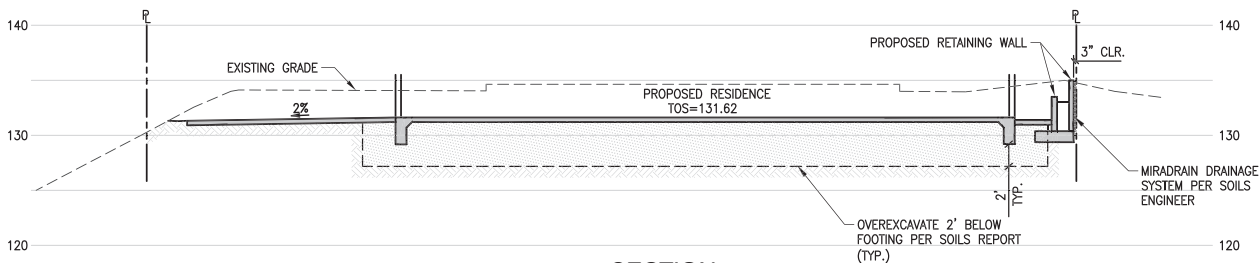 PL
PL
140
140
PROPOSED RETAINING WALL
3" CLR.
EXISTING GRADE
PROPOSED RESIDENCE
TOS=131.62
2%
130
130
MIRADRAIN DRAINAGE
SYSTEM PER SOILS
ENGINEER
2'
TYP.
OVEREXCAVATE 2' BELOW
FOOTING PER SOILS REPORT
(TYP.)
120
120